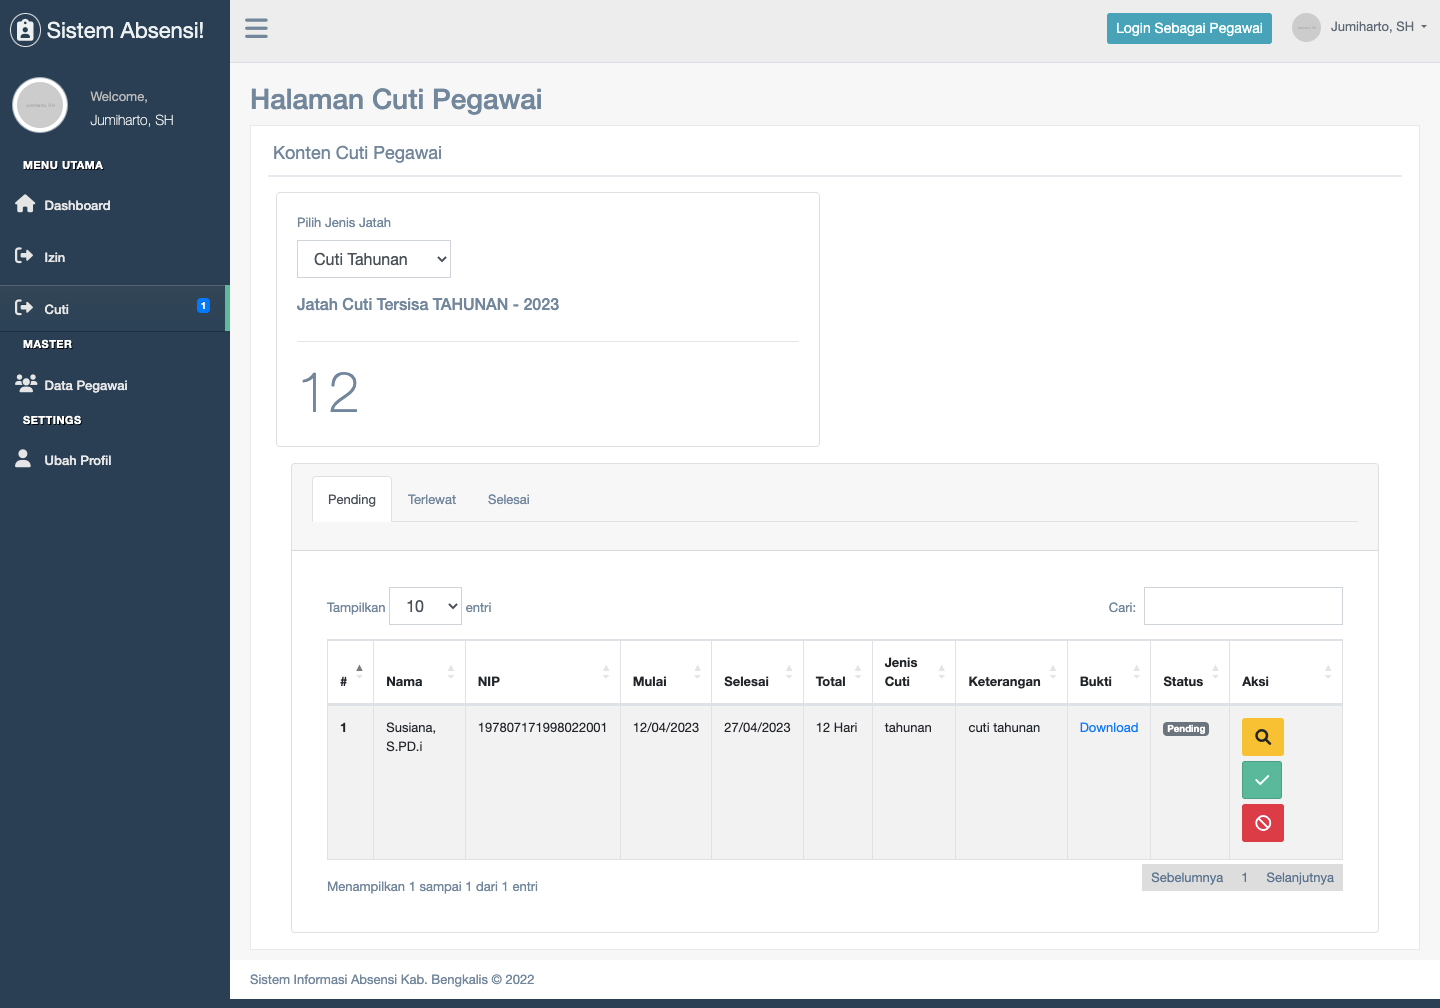 Sistem Absensi!
Login Sebagai Pegawai
Jumiharto, SH
Welcome,
Jumiharto, SH
MENU UTAMA
Dashboard
Izin
Cuti
1
MASTER
Data Pegawai
SETTINGS
Ubah Profil
Halaman Cuti Pegawai
Konten Cuti Pegawai
Pilih Jenis Jatah
Cuti Tahunan
Jatah Cuti Tersisa TAHUNAN - 2023
12
Pending Terlewat Selesai
Tampilkan 10 entri
Cari:
# Nama NIP Mulai Selesai Total Jenis Cuti Keterangan Bukti Status Aksi
1 Susiana, S.PD.i 197807171998022001 12/04/2023 27/04/2023 12 Hari tahunan cuti tahunan Download Pending
Menampilkan 1 sampai 1 dari 1 entri
Sebelumnya 1 Selanjutnya
Sistem Informasi Absensi Kab. Bengkalis © 2022